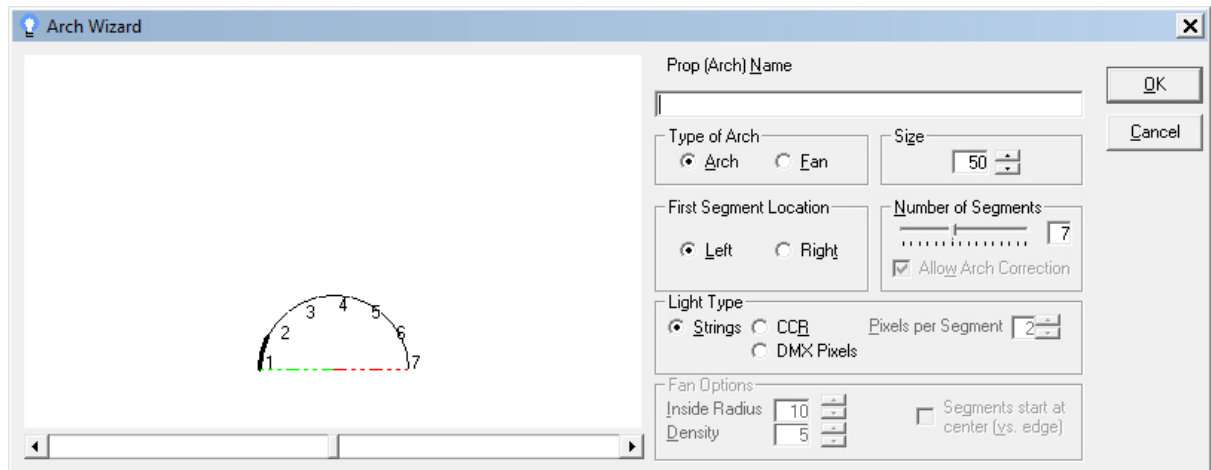 Arch Wizard
Prop (Arch) Name
OK
Cancel
Type of Arch
Arch Fan
Size
50
First Segment Location
Left Right
Number of Segments
7
Allow Arch Correction
Light Type
Strings CCR Pixels per Segment 2
DMX Pixels
Fan Options
Inside Radius 10
Density 5
Segments start at
center (vs. edge)
1 2 3 4 5 6 7